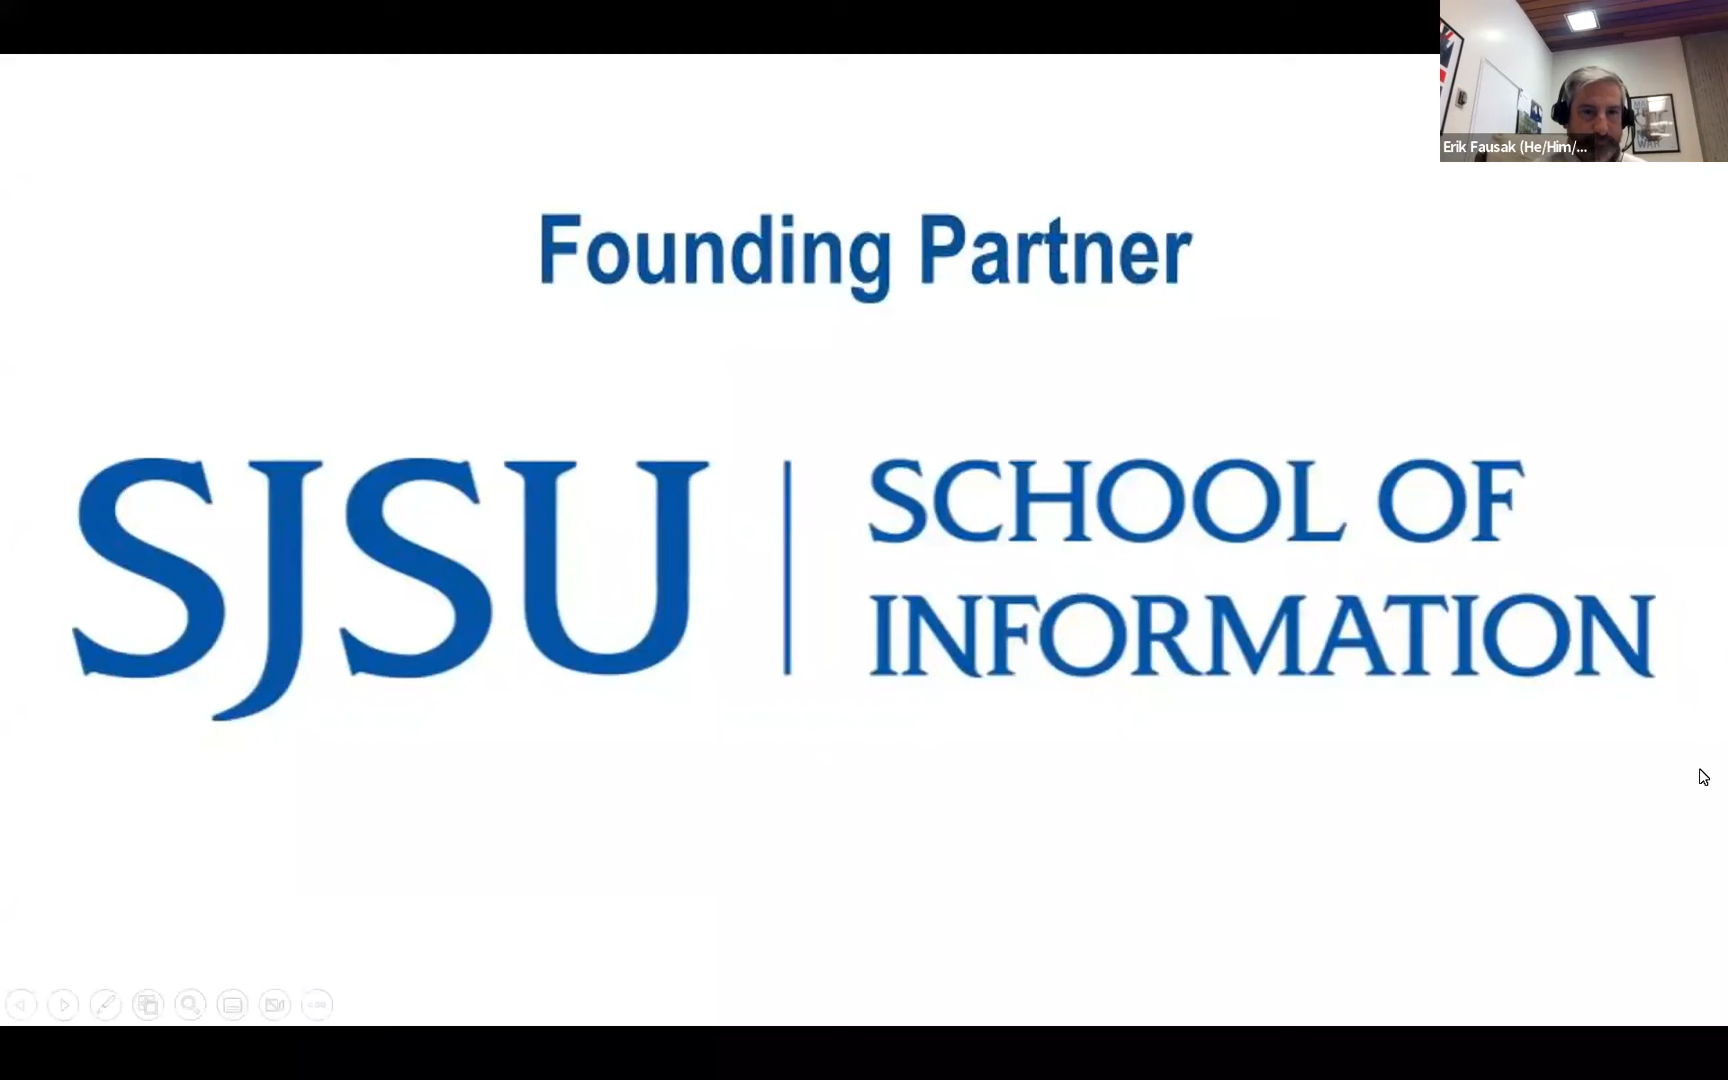 Erik Fausak (He/Him/...
Founding Partner
SJSU
SCHOOL OF
INFORMATION